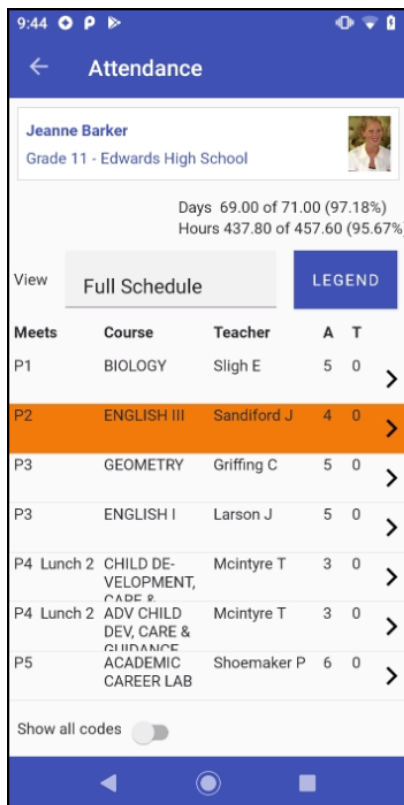 9:44
Attendance
Jeanne Barker
Grade 11 - Edwards High School
Days 69.00 of 71.00 (97.18%)
Hours 437.80 of 457.60 (95.67%)
View Full Schedule LEGEND
Meets Course Teacher A T
P1 BIOLOGY Sligh E 5 0
P2 ENGLISH III Sandiford J 4 0
P3 GEOMETRY Griffing C 5 0
P3 ENGLISH I Larson J 5 0
P4 Lunch 2 CHILD DE- Mcintyre T 3 0
VELOPMENT,
CARE &
P4 Lunch 2 ADV CHILD Mcintyre T 3 0
DEV, CARE &
GUIDANCE
P5 ACADEMIC Shoemaker P 6 0
CAREER LAB
Show all codes